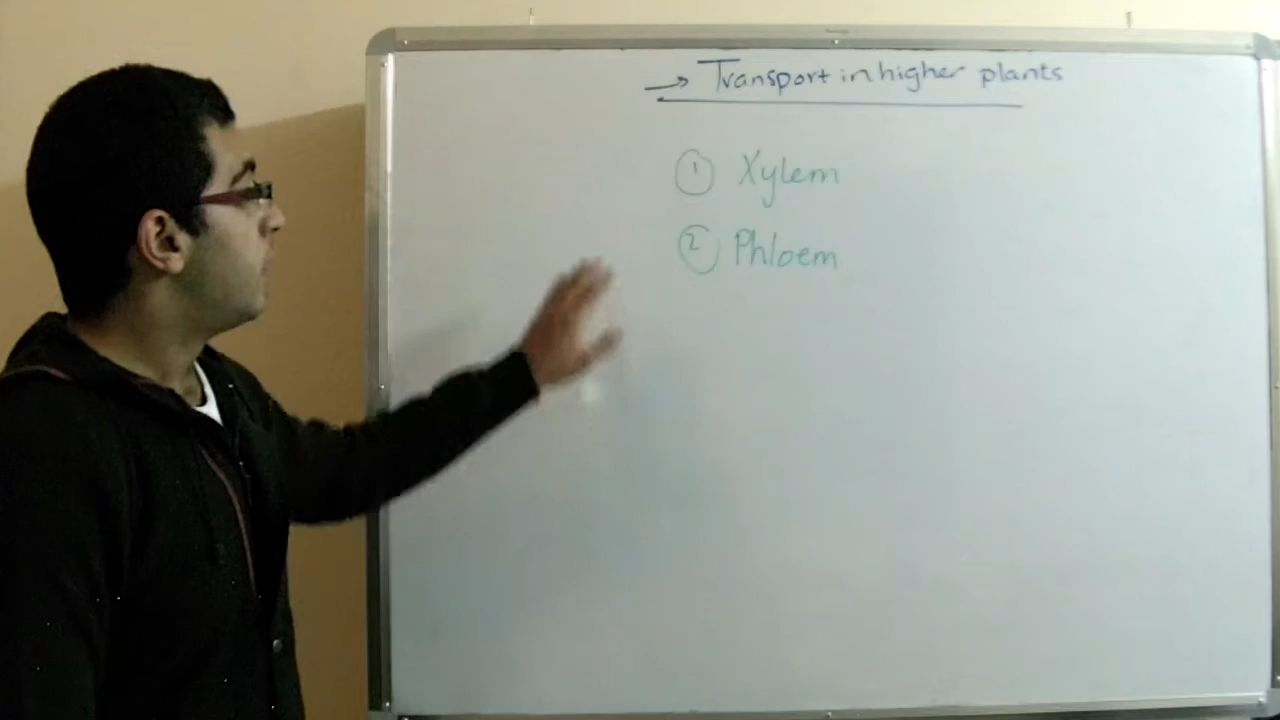 → Transport in higher plants
① Xylem
② Phloem